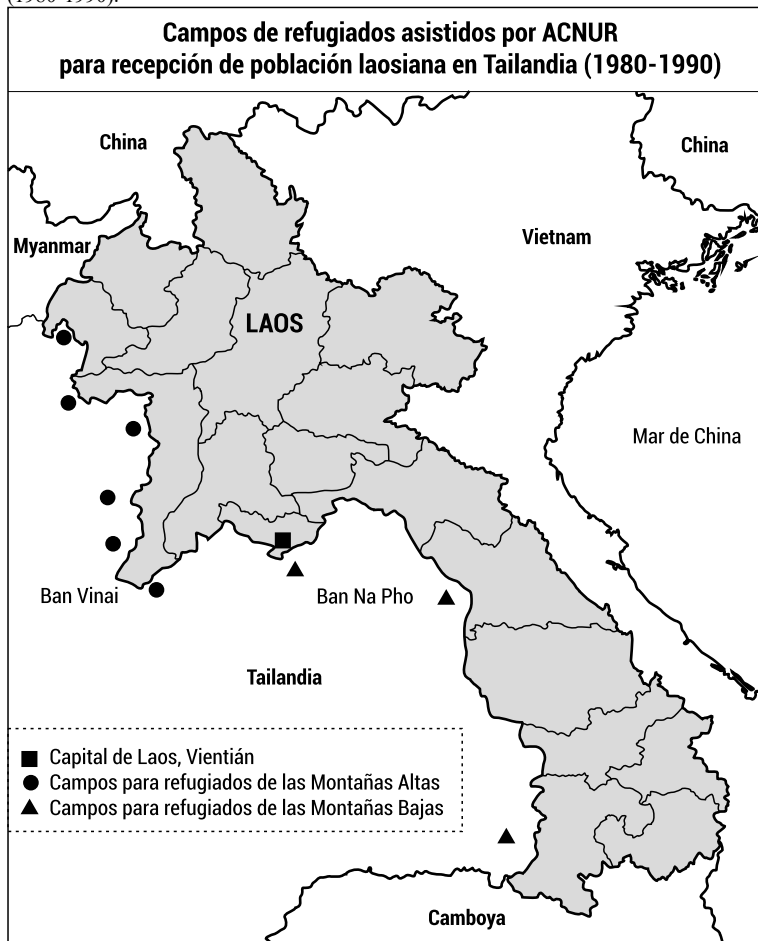 (1980-1990).
Campos de refugiados asistidos por ACNUR
para recepción de población laosiana en Tailandia (1980-1990)
China
China
Myanmar
Vietnam
LAOS
Mar de China
Ban Vinai
Ban Na Pho
Tailandia
Capital de Laos, Vientián
Campos para refugiados de las Montañas Altas
Campos para refugiados de las Montañas Bajas
Camboya